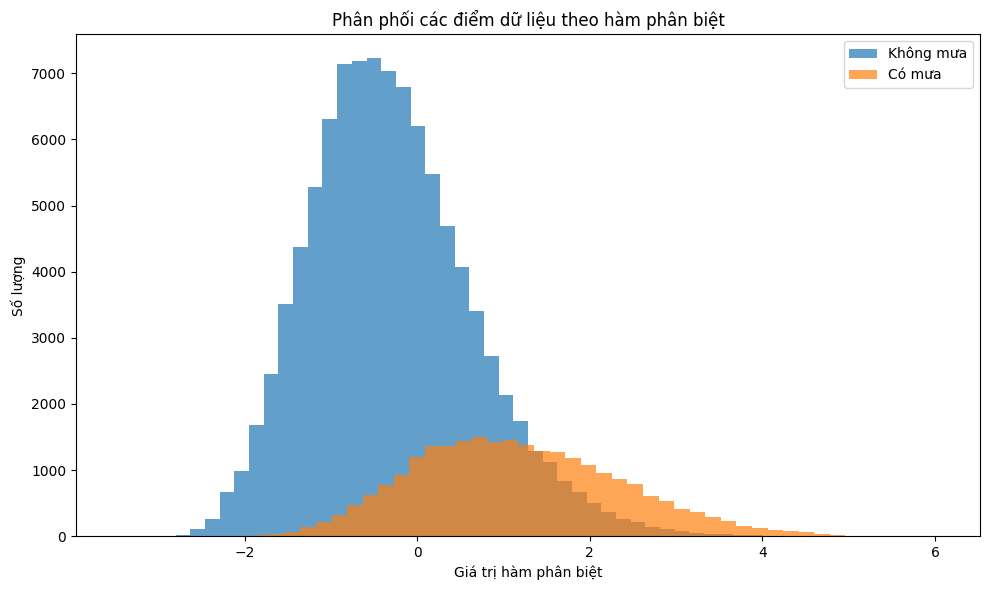 Phân phối các điểm dữ liệu theo hàm phân biệt
Không mưa
Có mưa
Số lượng
7000
6000
5000
4000
3000
2000
1000
0
−2
0
2
4
6
Giá trị hàm phân biệt